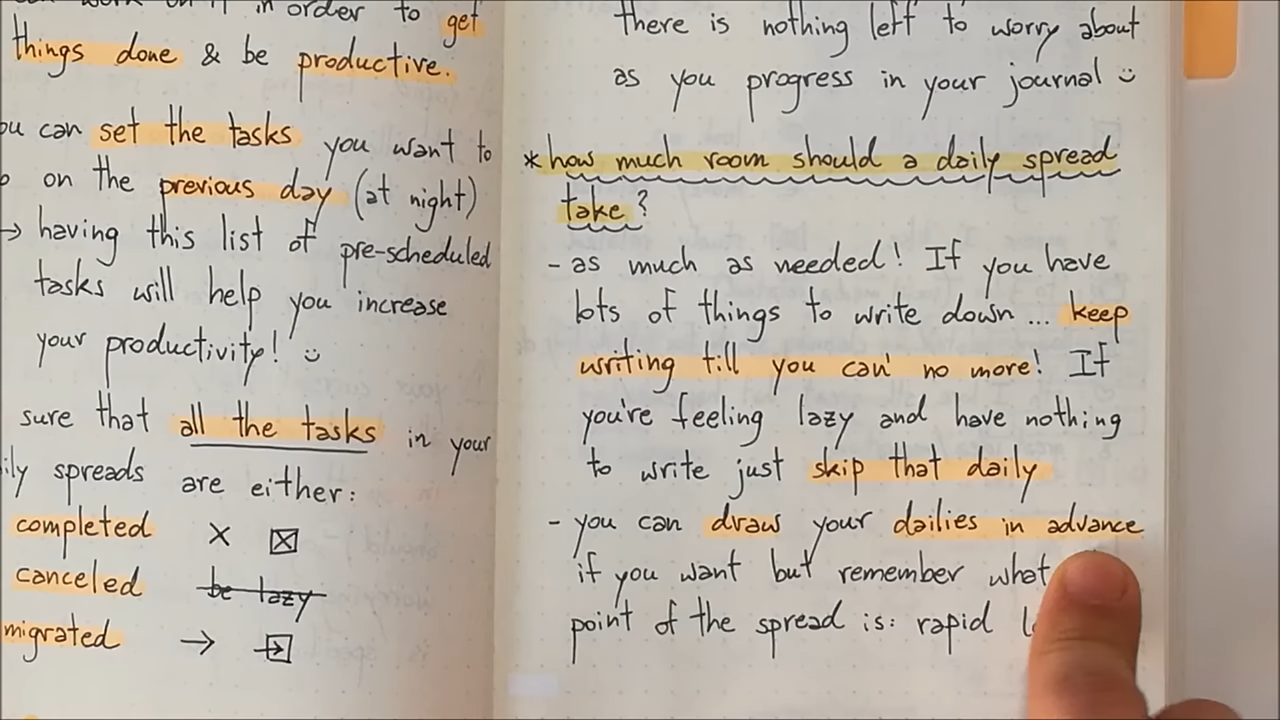 in order to get
things done & be productive.
you can set the tasks you want to
on the previous day (at night)
→ having this list of pre-scheduled
tasks will help you increase
your productivity! :)
sure that all the tasks in your
spreads are either:
completed × ☒
canceled be lazy
migrated → [→]
there is nothing left to worry about
as you progress in your journal :)
*how much room should a daily spread
take?
- as much as needed! If you have
lots of things to write down... keep
writing till you can' no more! If
you're feeling lazy and have nothing
to write just skip that daily
- you can draw your dailies in advance
if you want but remember what
point of the spread is: rapid